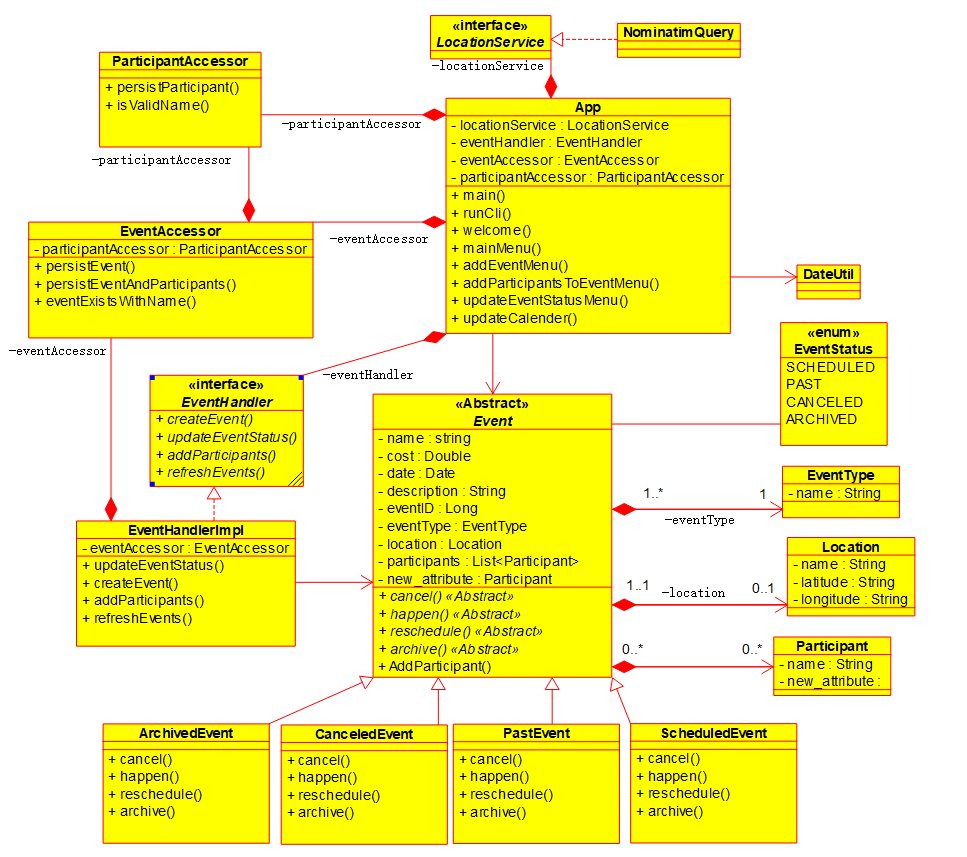 «interface»
LocationService
NominatimQuery
-locationService
ParticipantAccessor
+ persistParticipant()
+ isValidName()
-participantAccessor
-participantAccessor
App
- locationService : LocationService
- eventHandler : EventHandler
- eventAccessor : EventAccessor
- participantAccessor : ParticipantAccessor
+ main()
+ runCli()
+ welcome()
+ mainMenu()
+ addEventMenu()
+ addParticipantsToEventMenu()
+ updateEventStatusMenu()
+ updateCalender()
EventAccessor
- participantAccessor : ParticipantAccessor
+ persistEvent()
+ persistEventAndParticipants()
+ eventExistsWithName()
-eventAccessor
DateUtil
-eventAccessor
«interface»
EventHandler
+ createEvent()
+ updateEventStatus()
+ addParticipants()
+ refreshEvents()
-eventHandler
«enum»
EventStatus
SCHEDULED
PAST
CANCELED
ARCHIVED
«Abstract»
Event
- name : string
- cost : Double
- date : Date
- description : String
- eventID : Long
- eventType : EventType
- location : Location
- participants : List<Participant>
- new_attribute : Participant
+ cancel() «Abstract»
+ happen() «Abstract»
+ reschedule() «Abstract»
+ archive() «Abstract»
+ AddParticipant()
EventHandlerImpl
- eventAccessor : EventAccessor
+ updateEventStatus()
+ createEvent()
+ addParticipants()
+ refreshEvents()
1..*
1
-eventType
EventType
- name : String
1..1
0..1
-location
Location
- name : String
- latitude : String
- longitude : String
0..*
0..*
Participant
- name : String
- new_attribute :
ArchivedEvent
+ cancel()
+ happen()
+ reschedule()
+ archive()
CanceledEvent
+ cancel()
+ happen()
+ reschedule()
+ archive()
PastEvent
+ cancel()
+ happen()
+ reschedule()
+ archive()
ScheduledEvent
+ cancel()
+ happen()
+ reschedule()
+ archive()